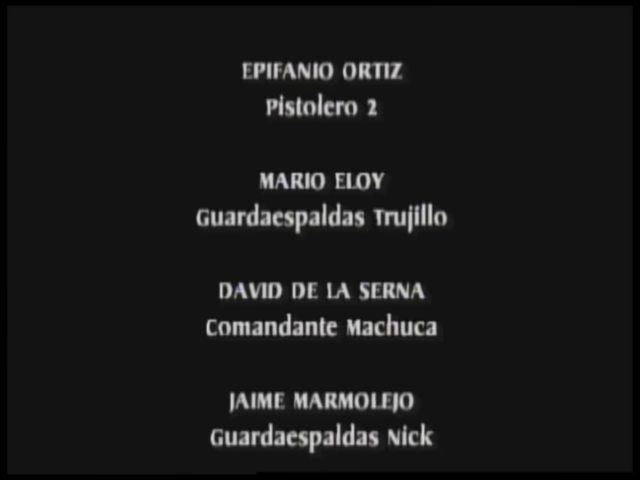 EPIFANIO ORTIZ
Pistolero 2
MARIO ELOY
Guardaespaldas Trujillo
DAVID DE LA SERNA
Comandante Machuca
JAIME MARMOLEJO
Guardaespaldas Nick